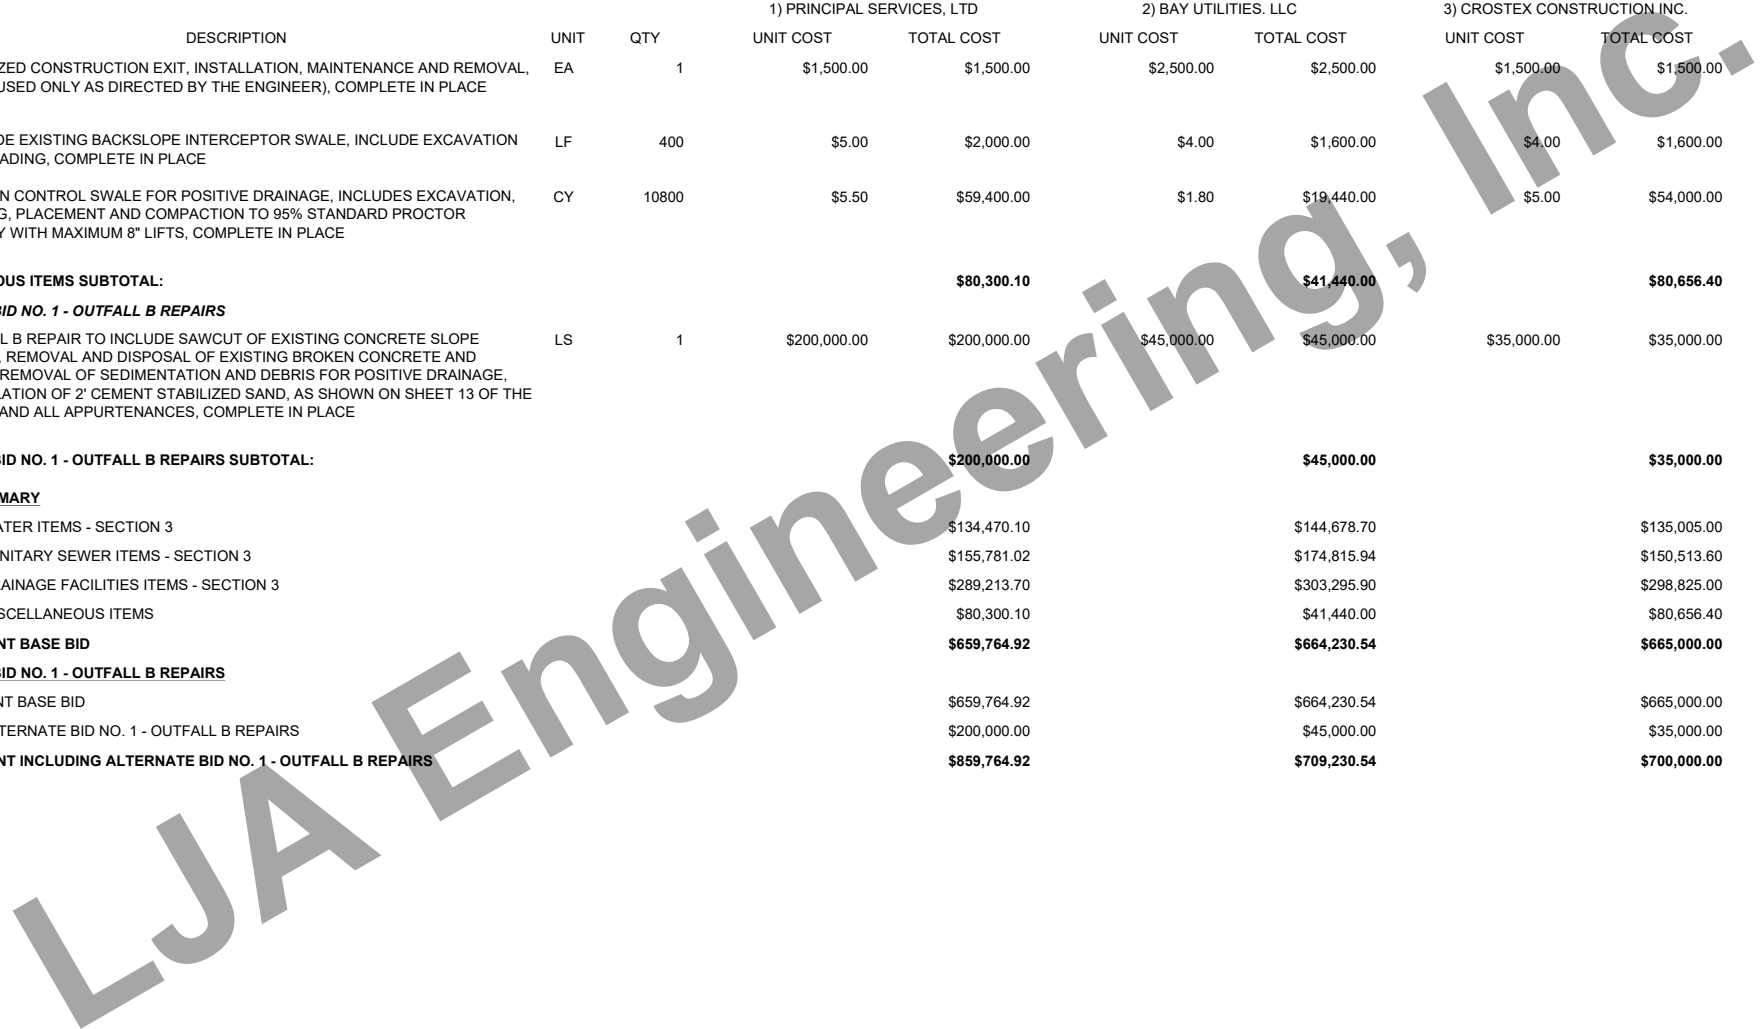 1) PRINCIPAL SERVICES, LTD 2) BAY UTILITIES. LLC 3) CROSTEX CONSTRUCTION INC.
DESCRIPTION UNIT QTY UNIT COST TOTAL COST UNIT COST TOTAL COST UNIT COST TOTAL COST
ZED CONSTRUCTION EXIT, INSTALLATION, MAINTENANCE AND REMOVAL, EA 1 $1,500.00 $1,500.00 $2,500.00 $2,500.00 $1,500.00 $1,500.00
USED ONLY AS DIRECTED BY THE ENGINEER), COMPLETE IN PLACE
DE EXISTING BACKSLOPE INTERCEPTOR SWALE, INCLUDE EXCAVATION LF 400 $5.00 $2,000.00 $4.00 $1,600.00 $4.00 $1,600.00
ADING, COMPLETE IN PLACE
N CONTROL SWALE FOR POSITIVE DRAINAGE, INCLUDES EXCAVATION, CY 10800 $5.50 $59,400.00 $1.80 $19,440.00 $5.00 $54,000.00
G, PLACEMENT AND COMPACTION TO 95% STANDARD PROCTOR
Y WITH MAXIMUM 8" LIFTS, COMPLETE IN PLACE
OUS ITEMS SUBTOTAL: $80,300.10 $41,440.00 $80,656.40
BID NO. 1 - OUTFALL B REPAIRS
L B REPAIR TO INCLUDE SAWCUT OF EXISTING CONCRETE SLOPE LS 1 $200,000.00 $200,000.00 $45,000.00 $45,000.00 $35,000.00 $35,000.00
, REMOVAL AND DISPOSAL OF EXISTING BROKEN CONCRETE AND
REMOVAL OF SEDIMENTATION AND DEBRIS FOR POSITIVE DRAINAGE,
LATION OF 2' CEMENT STABILIZED SAND, AS SHOWN ON SHEET 13 OF THE
AND ALL APPURTENANCES, COMPLETE IN PLACE
BID NO. 1 - OUTFALL B REPAIRS SUBTOTAL: $200,000.00 $45,000.00 $35,000.00
MARY
ATER ITEMS - SECTION 3 $134,470.10 $144,678.70 $135,005.00
NITARY SEWER ITEMS - SECTION 3 $155,781.02 $174,815.94 $150,513.60
RAINAGE FACILITIES ITEMS - SECTION 3 $289,213.70 $303,295.90 $298,825.00
SCELLANEOUS ITEMS $80,300.10 $41,440.00 $80,656.40
NT BASE BID $659,764.92 $664,230.54 $665,000.00
BID NO. 1 - OUTFALL B REPAIRS
NT BASE BID $659,764.92 $664,230.54 $665,000.00
TERNATE BID NO. 1 - OUTFALL B REPAIRS $200,000.00 $45,000.00 $35,000.00
NT INCLUDING ALTERNATE BID NO. 1 - OUTFALL B REPAIRS $859,764.92 $709,230.54 $700,000.00
LJA Engineering, Inc.